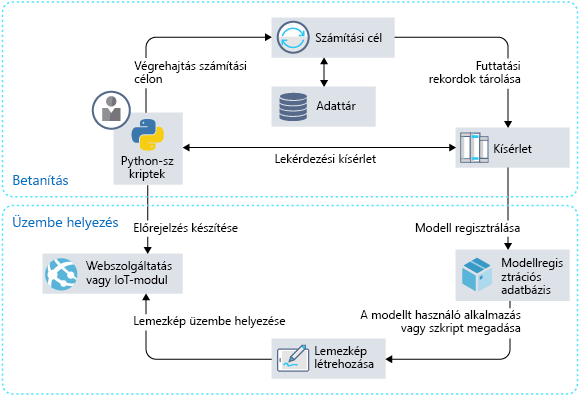 Számítási cél
Végrehajtás számítási
célon
Futtatási
rekordok tárolása
Adattár
Python-sz
kriptek
Lekérdezési kísérlet
Kísérlet
Betanítás
Üzembe helyezés
Előrejelzés készítése
Modell regisztrálása
Webszolgáltatás
vagy IoT-modul
Modellregis
ztrációs
adatbázis
Lemezkép üzembe helyezése
A modellt használó alkalmazás
vagy szkript megadása
Lemezkép
létrehozása